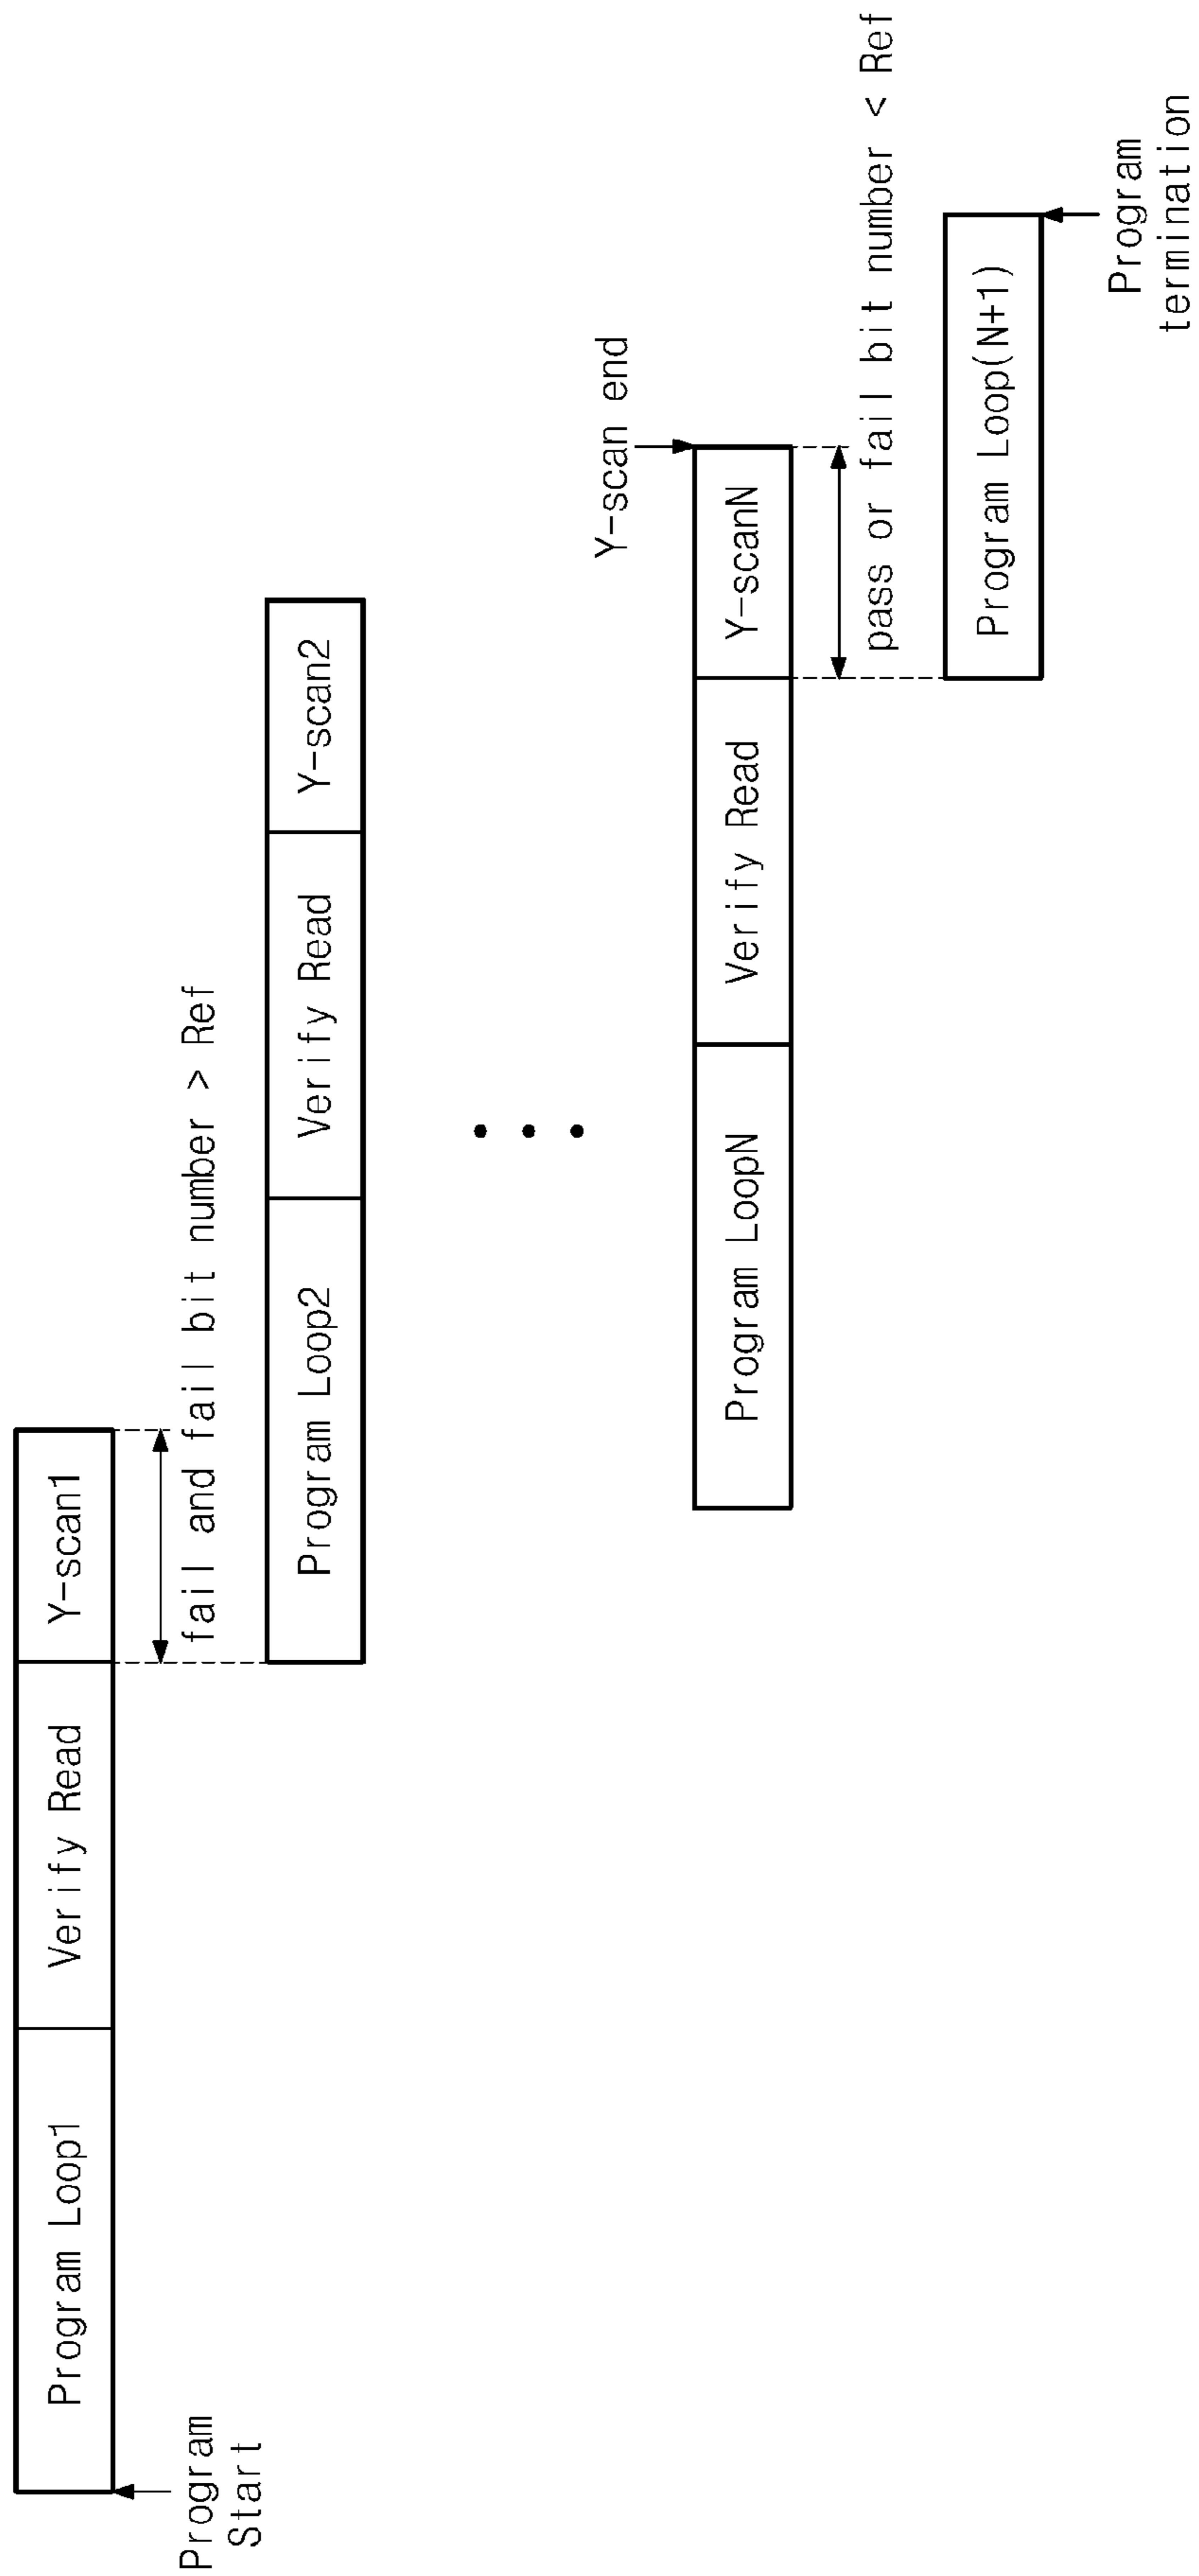 Program Loop1
Verify Read
Y-scan1
Program
Start
fail and fail bit number > Ref
Program Loop2
Verify Read
Y-scan2
Y-scan end
Program LoopN
Verify Read
Y-scanN
pass or fail bit number < Ref
Program Loop(N+1)
Program
termination